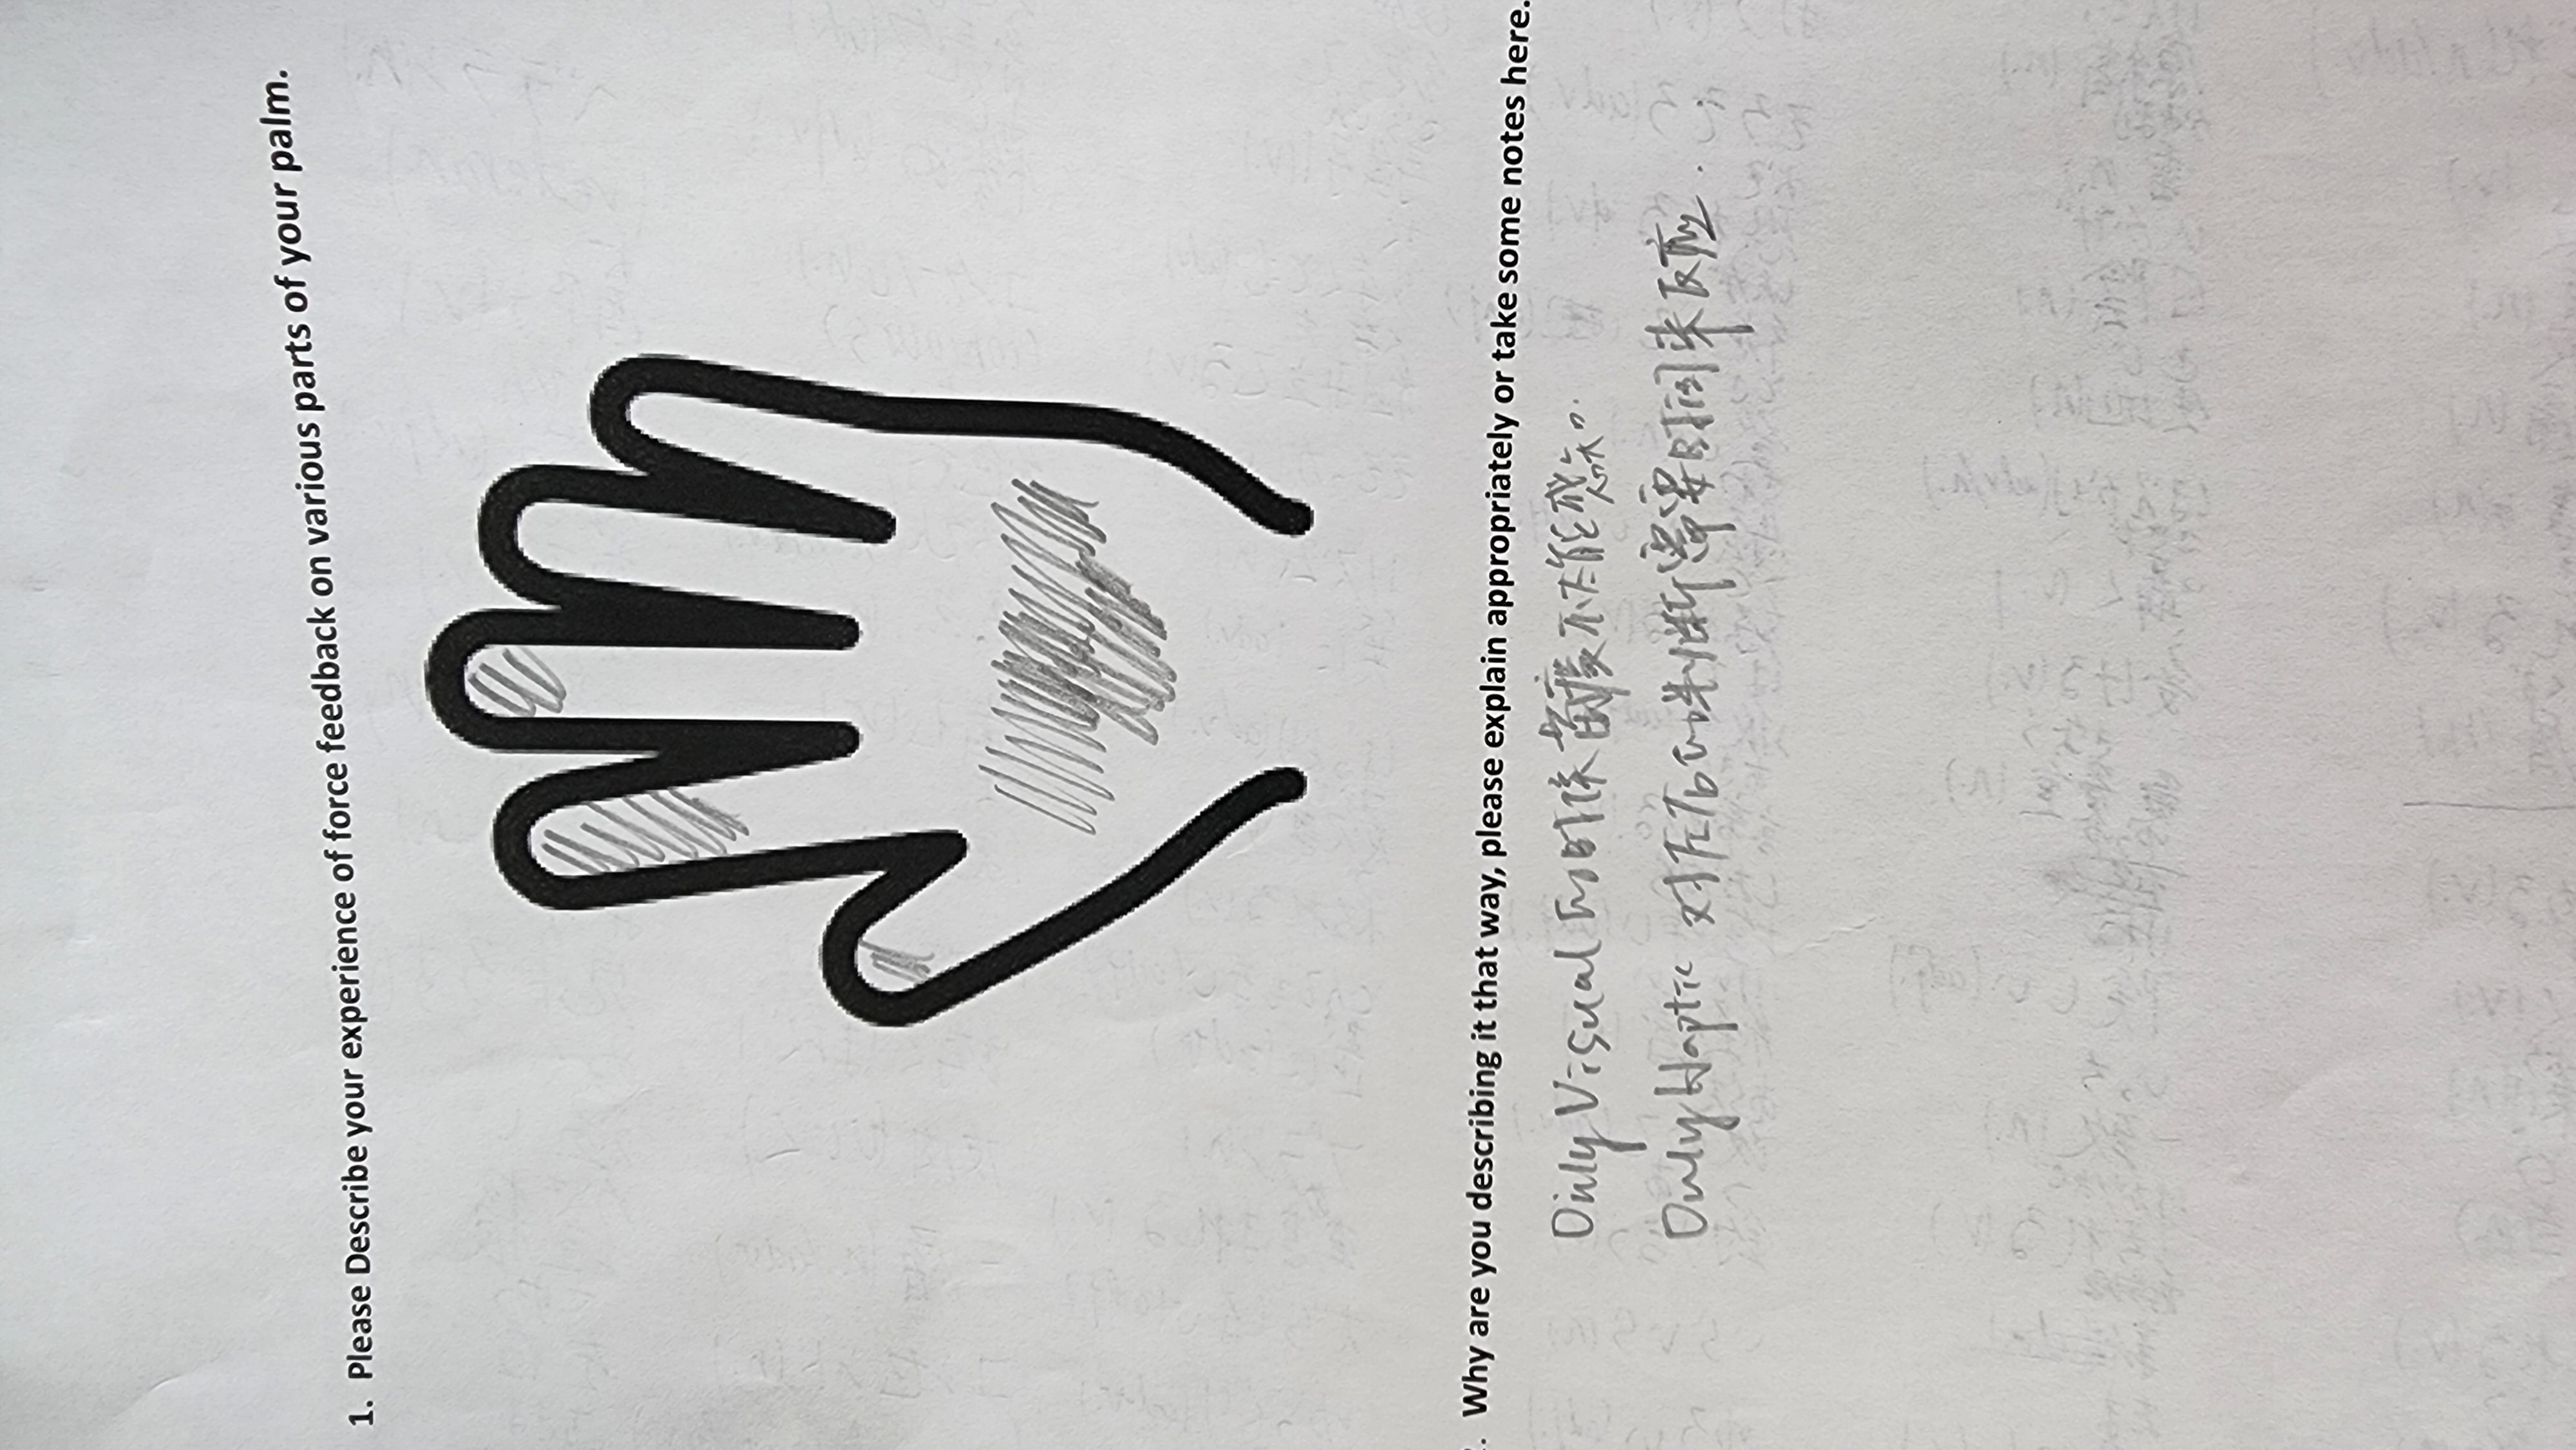 1. Please Describe your experience of force feedback on various parts of your palm.
. Why are you describing it that way, please explain appropriately or take some notes here.
Only Visual 的时候 不太能感知.
Only Haptic 对左右的判断需要时间来反应.